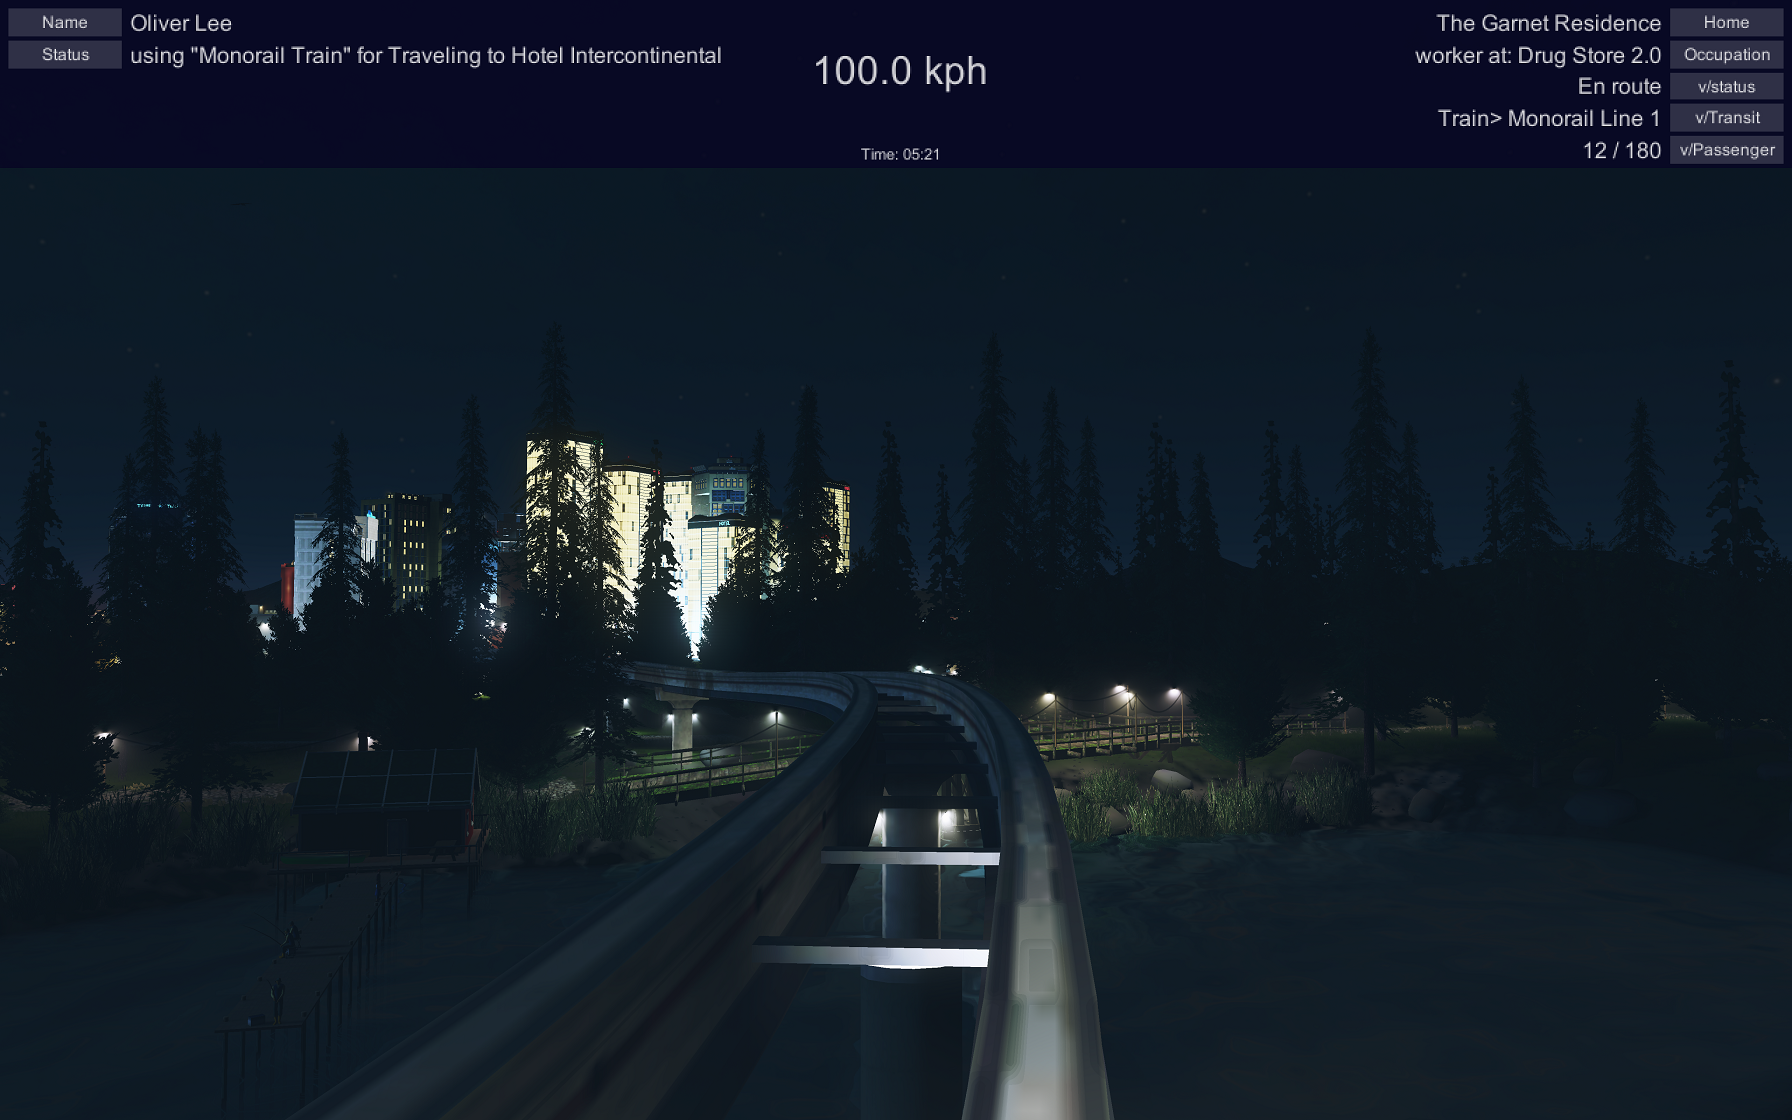 Name
Oliver Lee
Status
using "Monorail Train" for Traveling to Hotel Intercontinental
100.0 kph
Time: 05:21
The Garnet Residence
Home
worker at: Drug Store 2.0
Occupation
En route
v/status
Train> Monorail Line 1
v/Transit
12 / 180
v/Passenger
HOTEL